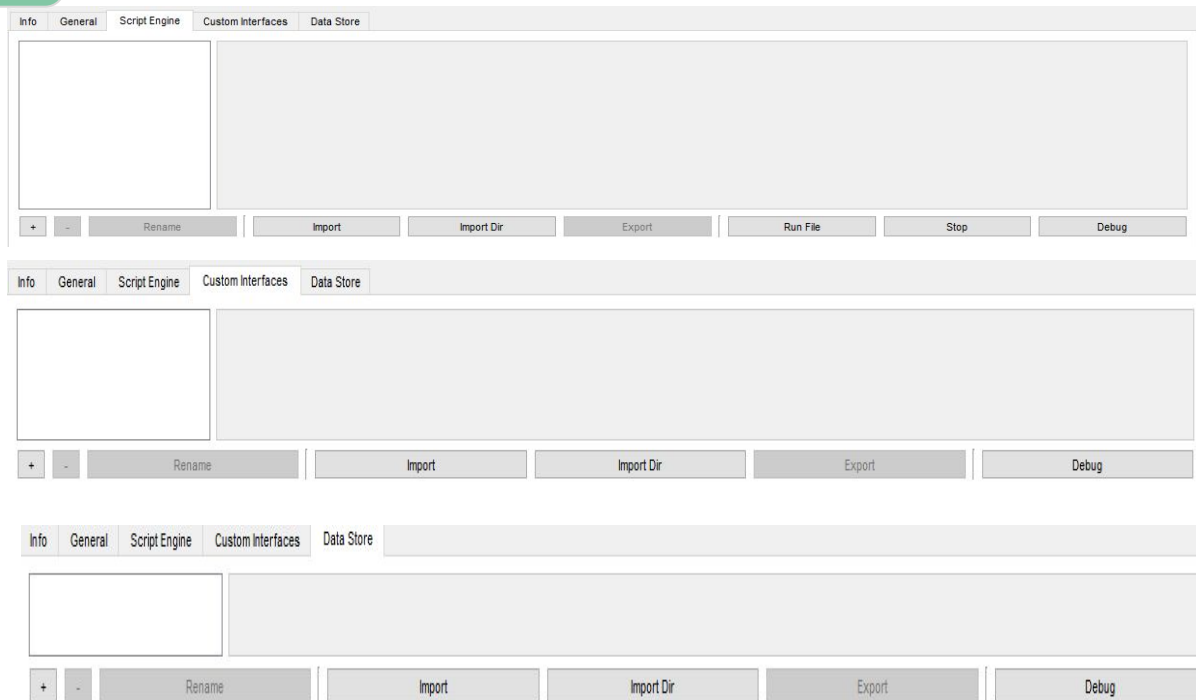 Info General Script Engine Custom Interfaces Data Store
+ - Rename Import Import Dir Export Run File Stop Debug
Info General Script Engine Custom Interfaces Data Store
+ - Rename Import Import Dir Export Debug
Info General Script Engine Custom Interfaces Data Store
+ - Rename Import Import Dir Export Debug